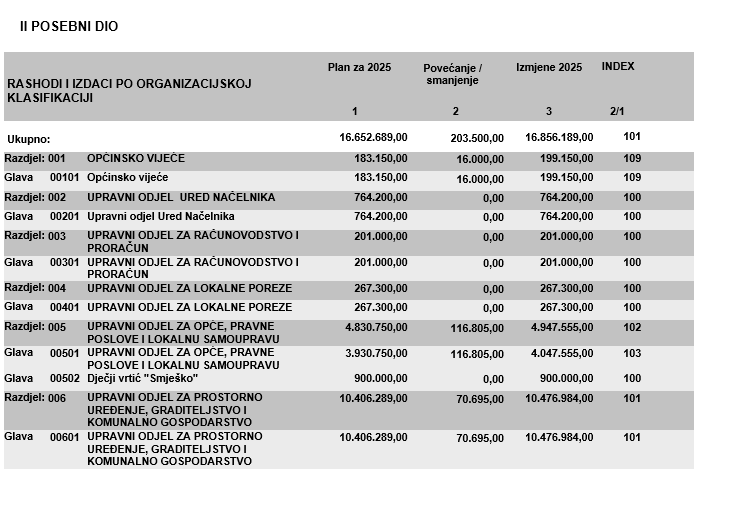 II POSEBNI DIO
RASHODI I IZDACI PO ORGANIZACIJSKOJ KLASIFIKACIJI Plan za 2025 Povećanje / smanjenje Izmjene 2025 INDEX
1 2 3 2/1
Ukupno: 16.652.689,00 203.500,00 16.856.189,00 101
Razdjel: 001 OPĆINSKO VIJEĆE 183.150,00 16.000,00 199.150,00 109
Glava 00101 Općinsko vijeće 183.150,00 16.000,00 199.150,00 109
Razdjel: 002 UPRAVNI ODJEL URED NAČELNIKA 764.200,00 0,00 764.200,00 100
Glava 00201 Upravni odjel Ured Načelnika 764.200,00 0,00 764.200,00 100
Razdjel: 003 UPRAVNI ODJEL ZA RAČUNOVODSTVO I 201.000,00 0,00 201.000,00 100
PRORAČUN
Glava 00301 UPRAVNI ODJEL ZA RAČUNOVODSTVO I 201.000,00 0,00 201.000,00 100
PRORAČUN
Razdjel: 004 UPRAVNI ODJEL ZA LOKALNE POREZE 267.300,00 0,00 267.300,00 100
Glava 00401 UPRAVNI ODJEL ZA LOKALNE POREZE 267.300,00 0,00 267.300,00 100
Razdjel: 005 UPRAVNI ODJEL ZA OPĆE, PRAVNE 4.830.750,00 116.805,00 4.947.555,00 102
POSLOVE I LOKALNU SAMOUPRAVU
Glava 00501 UPRAVNI ODJEL ZA OPĆE, PRAVNE 3.930.750,00 116.805,00 4.047.555,00 103
POSLOVE I LOKALNU SAMOUPRAVU
Glava 00502 Dječji vrtić "Smješko" 900.000,00 0,00 900.000,00 100
Razdjel: 006 UPRAVNI ODJEL ZA PROSTORNO 10.406.289,00 70.695,00 10.476.984,00 101
UREĐENJE, GRADITELJSTVO I
KOMUNALNO GOSPODARSTVO
Glava 00601 UPRAVNI ODJEL ZA PROSTORNO 10.406.289,00 70.695,00 10.476.984,00 101
UREĐENJE, GRADITELJSTVO I
KOMUNALNO GOSPODARSTVO